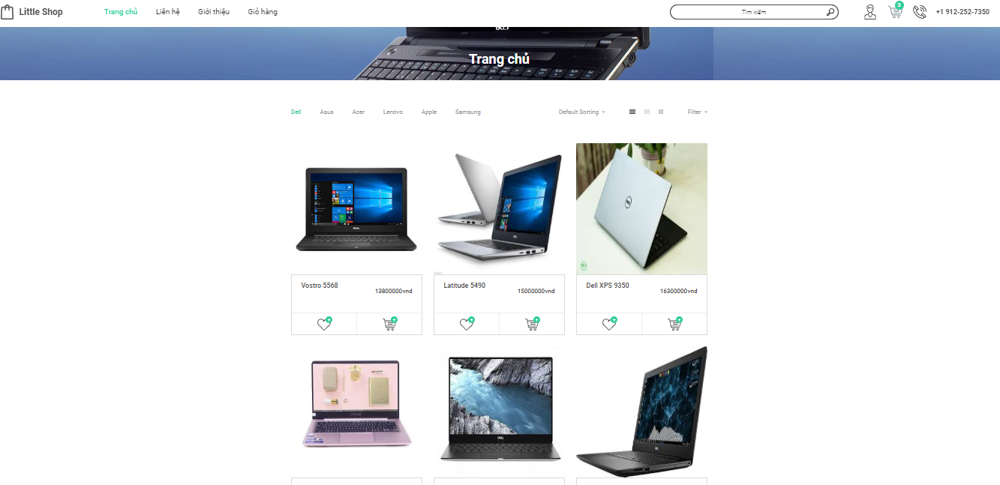 Little Shop
Trang chủ
Liên hệ
Giới thiệu
Giỏ hàng
Tìm kiếm
3
+1 912-252-7350
acer
Trang chủ
Dell
Asus
Acer
Lenovo
Apple
Samsung
Default Sorting
Filter
Vostro 5568
13800000vnd
Latitude 5490
15000000vnd
Dell XPS 9350
16300000vnd